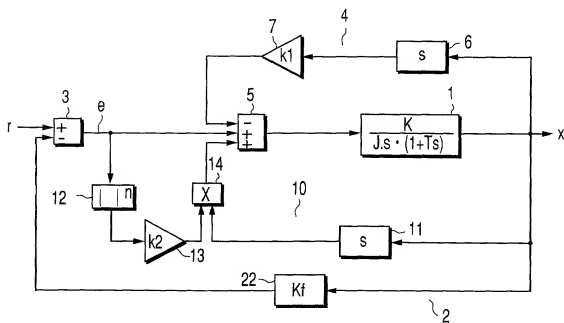 7
k1
4
s
6
r
3
+
−
e
5
−
+
+
1
K
J.s · (1+Ts)
x
12
| | n
14
X
10
k2
13
s
11
22
Kf
2